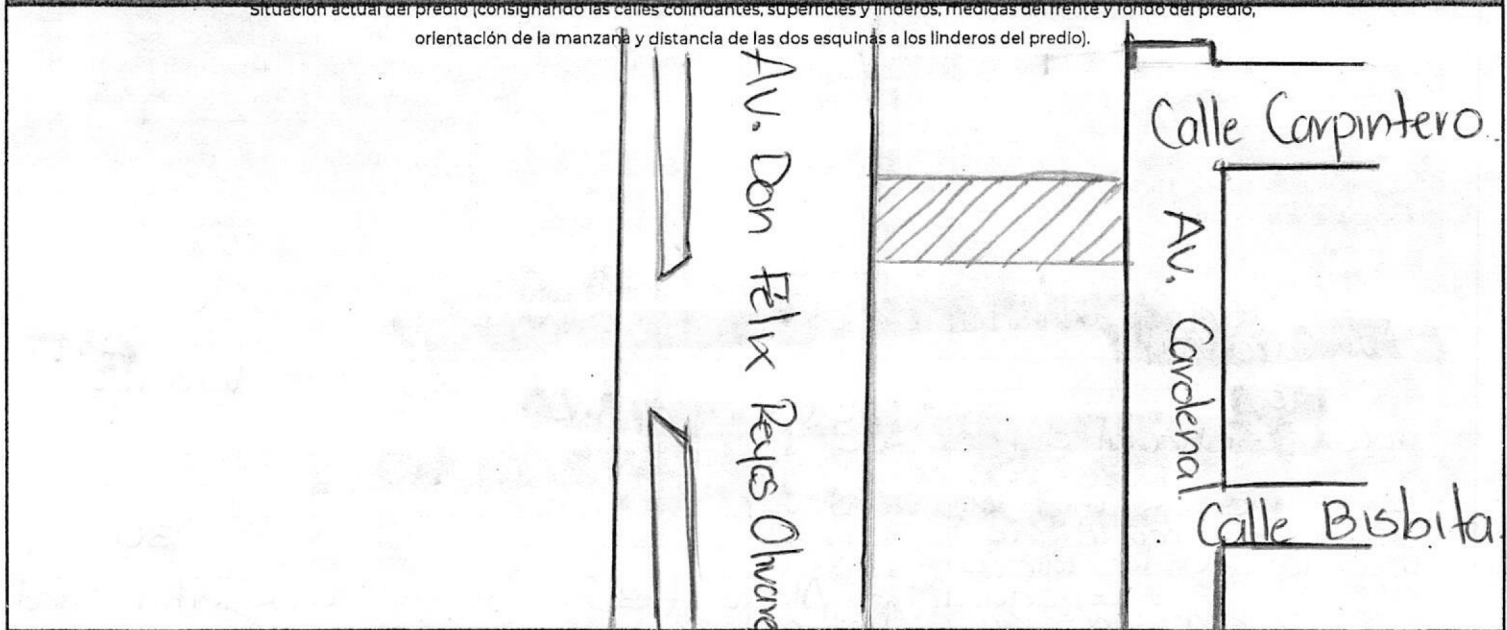 Situación actual del predio (consignando las calles colindantes, superficies y linderos, medidas del frente y fondo del predio,
orientación de la manzana y distancia de las dos esquinas a los linderos del predio).
Av. Don Félix Reyes Olivares
Calle Carpintero
Av. Cardenal
Calle Bisbita